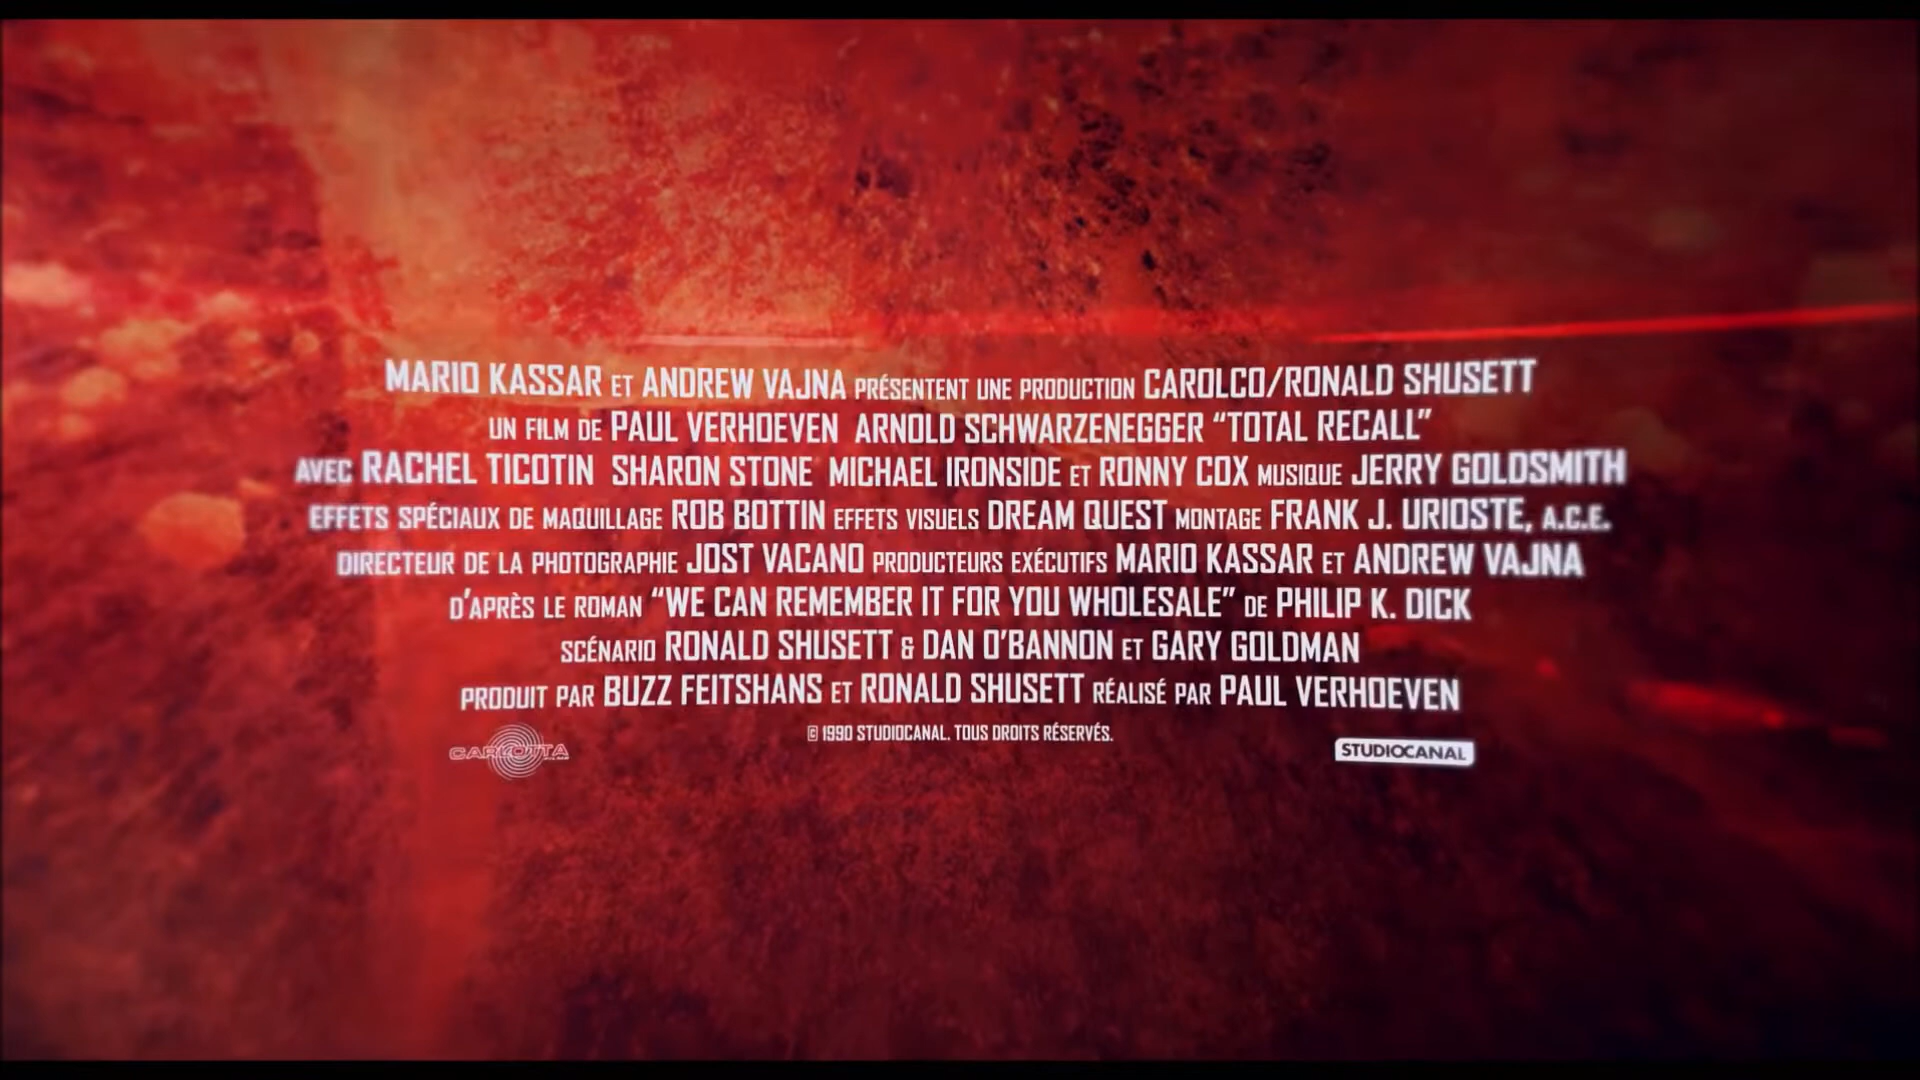 MARIO KASSAR ET ANDREW VAJNA PRÉSENTENT UNE PRODUCTION CAROLCO/RONALD SHUSETT
UN FILM DE PAUL VERHOEVEN ARNOLD SCHWARZENEGGER “TOTAL RECALL”
AVEC RACHEL TICOTIN SHARON STONE MICHAEL IRONSIDE ET RONNY COX MUSIQUE JERRY GOLDSMITH
EFFETS SPÉCIAUX DE MAQUILLAGE ROB BOTTIN EFFETS VISUELS DREAM QUEST MONTAGE FRANK J. URIOSTE, A.C.E.
DIRECTEUR DE LA PHOTOGRAPHIE JOST VACANO PRODUCTEURS EXÉCUTIFS MARIO KASSAR ET ANDREW VAJNA
D'APRÈS LE ROMAN “WE CAN REMEMBER IT FOR YOU WHOLESALE” DE PHILIP K. DICK
SCÉNARIO RONALD SHUSETT & DAN O'BANNON ET GARY GOLDMAN
PRODUIT PAR BUZZ FEITSHANS ET RONALD SHUSETT RÉALISÉ PAR PAUL VERHOEVEN
© 1990 STUDIOCANAL. TOUS DROITS RÉSERVÉS.
CARLOTTA FILMS
STUDIOCANAL